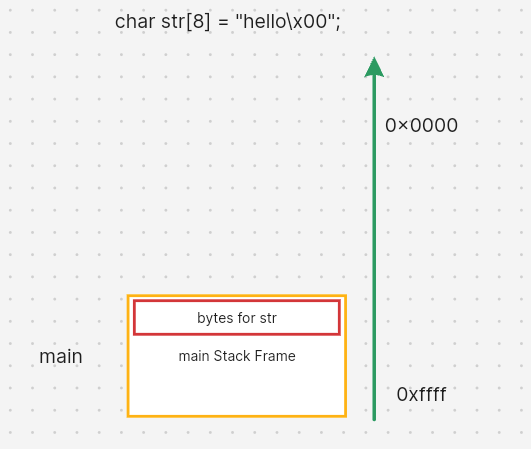 char str[8] = "hello\x00";
0×0000
bytes for str
main
main Stack Frame
0xffff